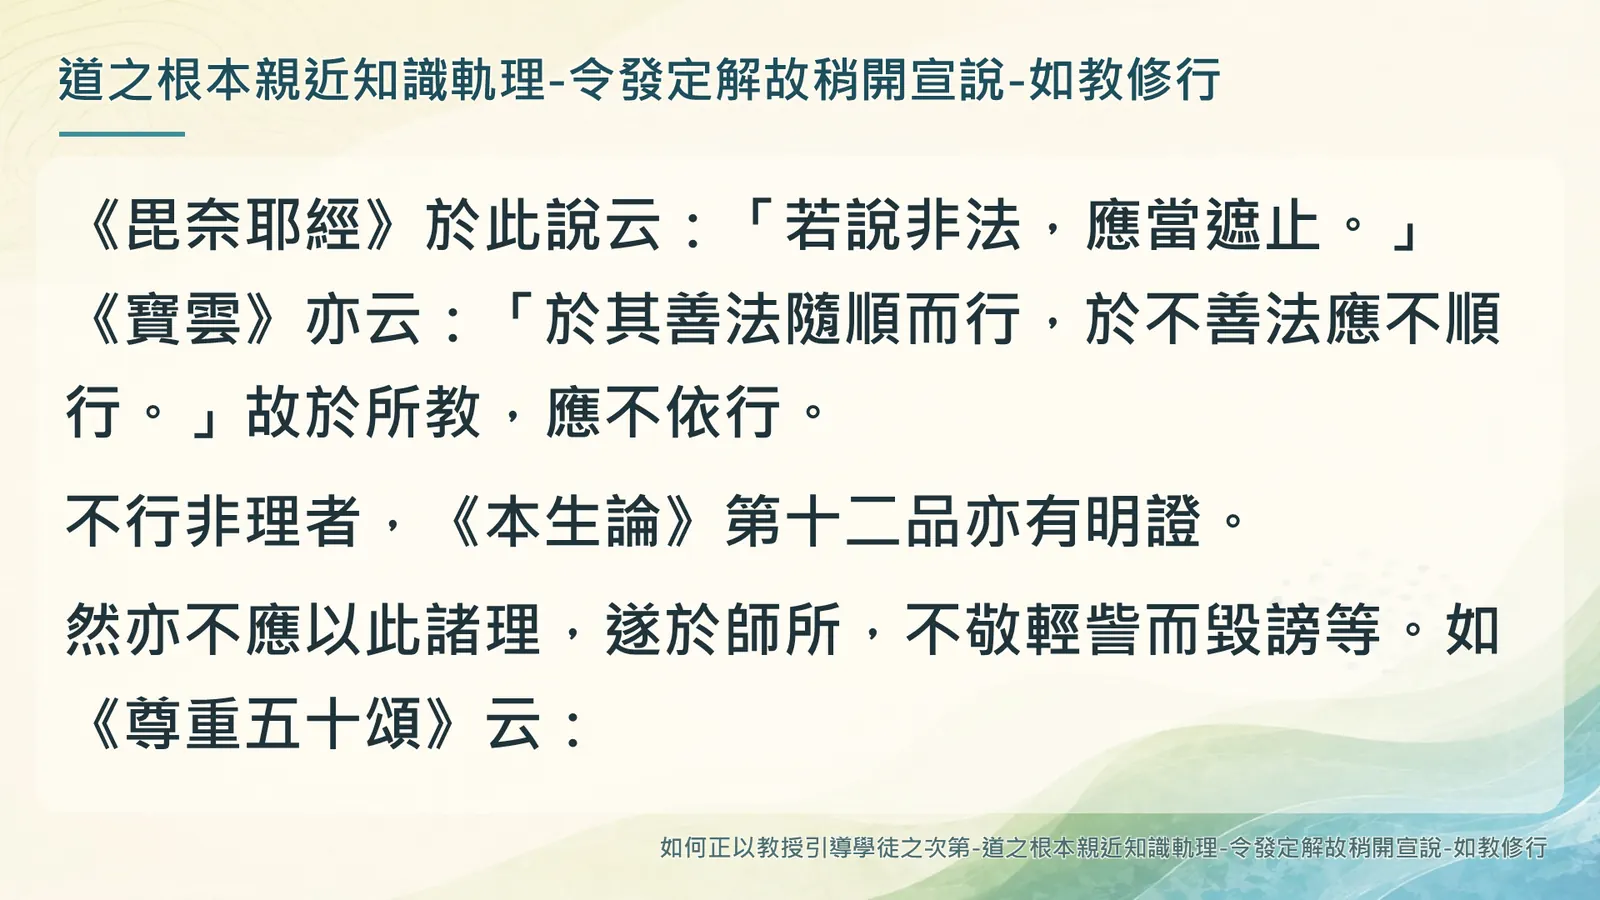 道之根本親近知識軌理-令發定解故稍開宣說-如教修行
《毘奈耶經》於此說云：「若說非法，應當遮止。」
《寶雲》亦云：「於其善法隨順而行，於不善法應不順
行。」故於所教，應不依行。
不行非理者，《本生論》第十二品亦有明證。
然亦不應以此諸理，遂於師所，不敬輕訾而毀謗等。如
《尊重五十頌》云：
如何正以教授引導學徒之次第-道之根本親近知識軌理-令發定解故稍開宣說-如教修行